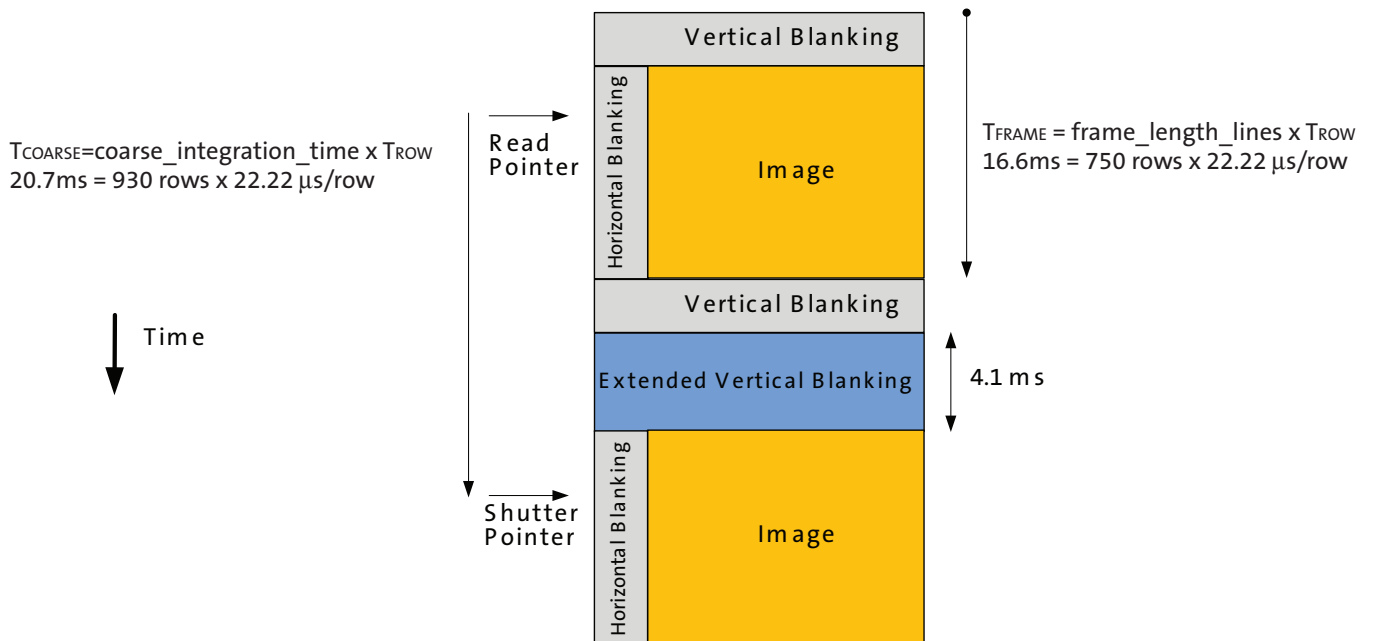 Vertical Blanking
Horizontal Blanking
Image
Read
Pointer
TCOARSE=coarse_integration_time x TROW
20.7ms = 930 rows x 22.22 μs/row
TFRAME = frame_length_lines x TROW
16.6ms = 750 rows x 22.22 μs/row
Vertical Blanking
Time
Extended Vertical Blanking
4.1 ms
Horizontal Blanking
Image
Shutter
Pointer